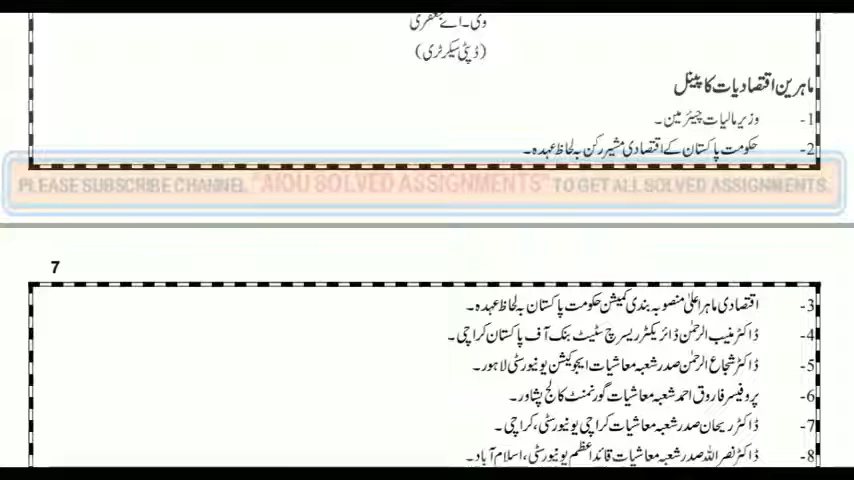 وی۔اے جعفری
(ڈپٹی سیکرٹری)
ماہرین اقتصادیات کا پینل
1- وزیر مالیات چیئرمین۔
2- حکومت پاکستان کے اقتصادی مشیر رکن بہ لحاظ عہدہ۔
PLEASE SUBSCRIBE CHANNEL "AIOU SOLVED ASSIGNMENTS" TO GET ALL SOLVED ASSIGNMENTS.
7
3- اقتصادی ماہر اعلیٰ منصوبہ بندی کمیشن حکومت پاکستان بہ لحاظ عہدہ۔
4- ڈاکٹر منیب الرحمٰن ڈائریکٹر ریسرچ سٹیٹ بنک آف پاکستان کراچی۔
5- ڈاکٹر شجاع الرحمٰن صدر شعبہ معاشیات ایجوکیشن یونیورسٹی لاہور۔
6- پروفیسر فاروق احمد شعبہ معاشیات گورنمنٹ کالج پشاور۔
7- ڈاکٹر ریحان صدر شعبہ معاشیات کراچی یونیورسٹی، کراچی۔
8- ڈاکٹر نصر اللہ صدر شعبہ معاشیات قائد اعظم یونیورسٹی، اسلام آباد۔